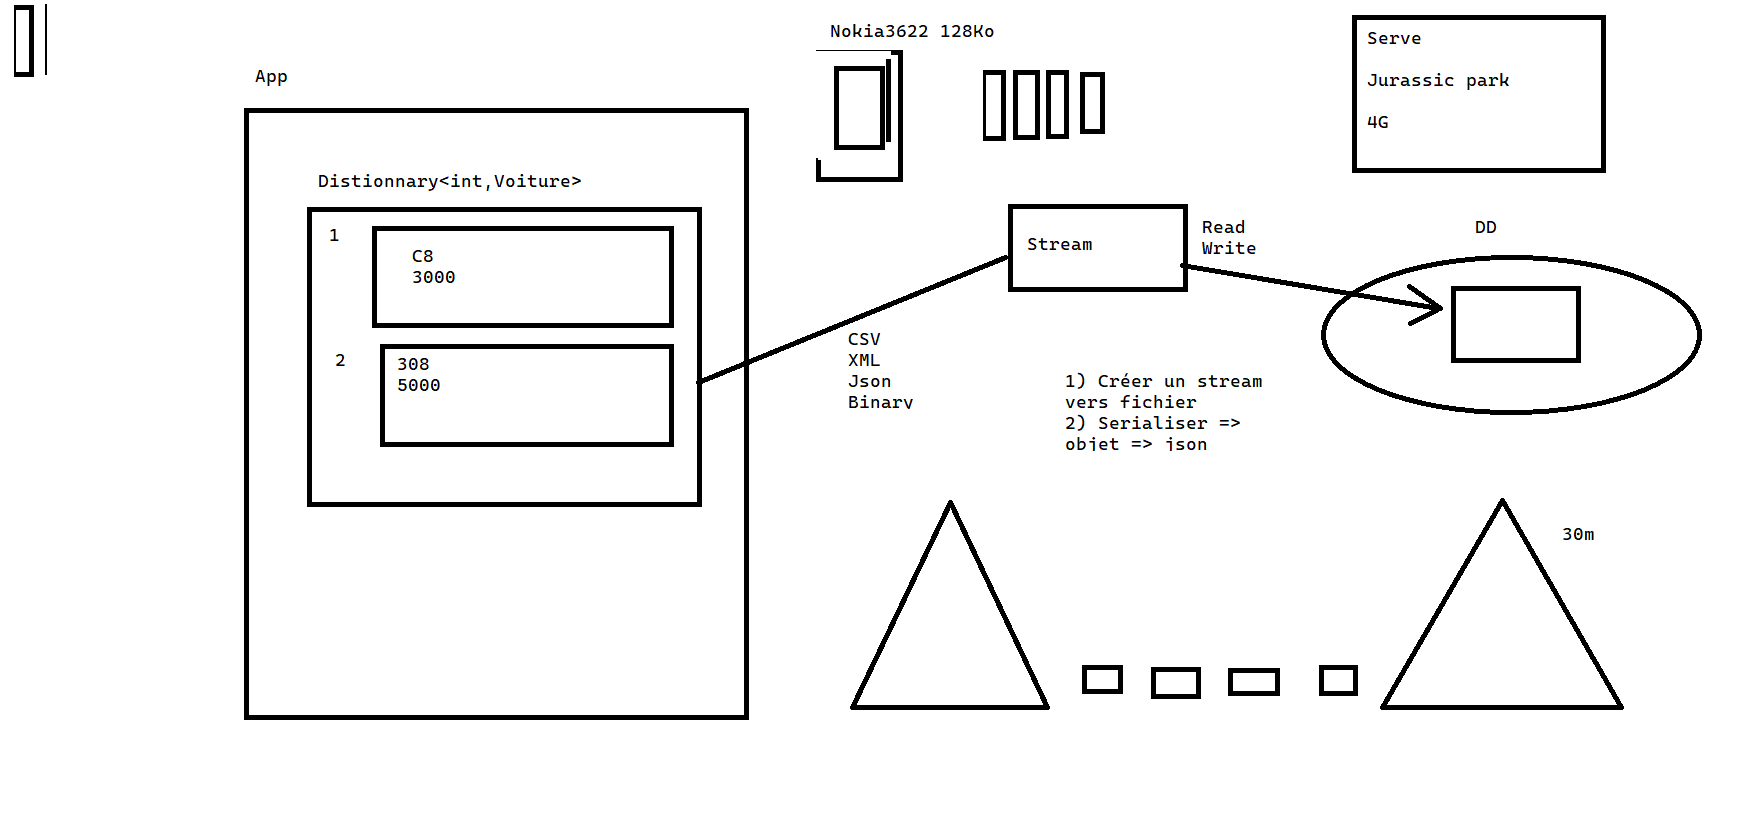 Nokia3622 128Ko
Serve
Jurassic park
4G
App
Distionnary<int,Voiture>
1
C8
3000
2
308
5000
Stream
Read
Write
DD
CSV
XML
Json
Binary
1) Créer un stream
vers fichier
2) Serialiser =>
objet => json
30m